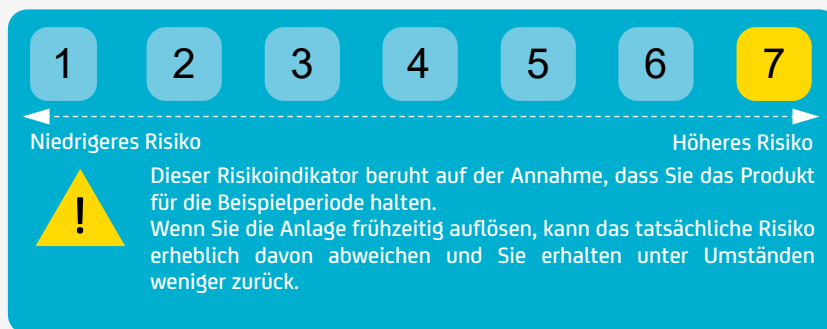 1 2 3 4 5 6 7
Niedrigeres Risiko Höheres Risiko
!
Dieser Risikoindikator beruht auf der Annahme, dass Sie das Produkt
für die Beispielperiode halten.
Wenn Sie die Anlage frühzeitig auflösen, kann das tatsächliche Risiko
erheblich davon abweichen und Sie erhalten unter Umständen
weniger zurück.